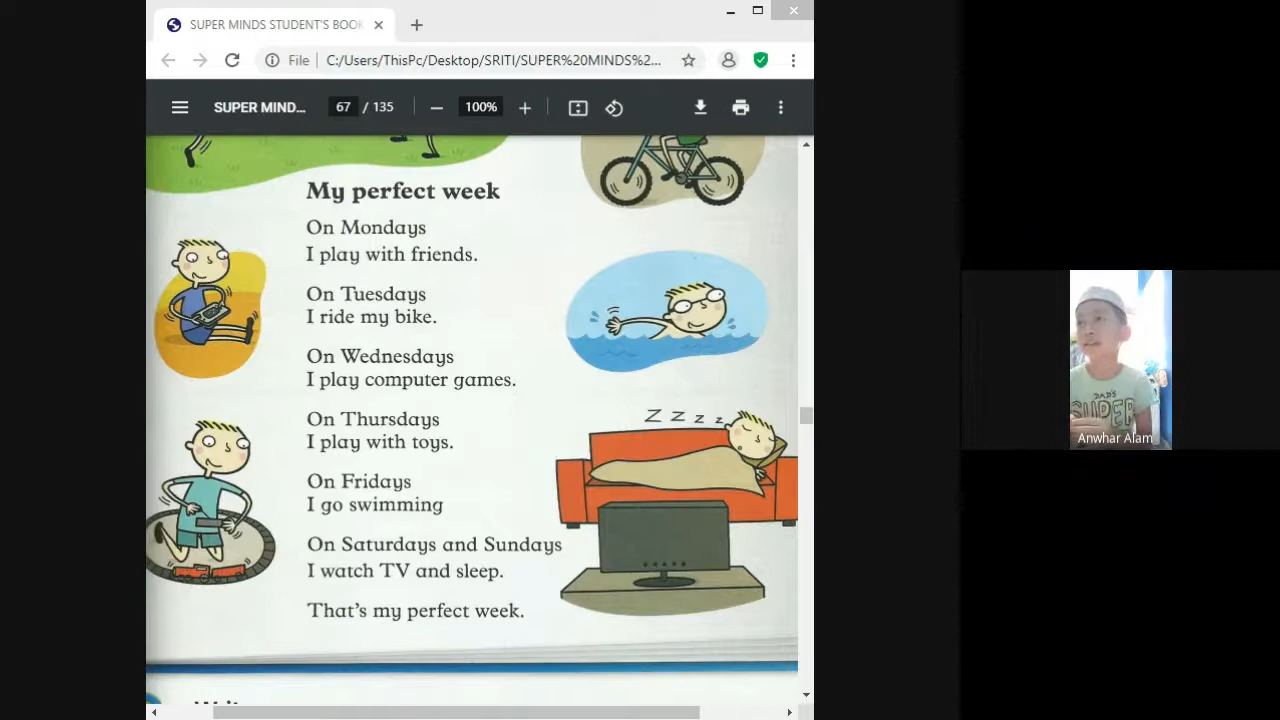 SUPER MINDS STUDENT'S BOOK
File
C:/Users/ThisPc/Desktop/SRITI/SUPER%20MINDS%2...
SUPER MIND...
67 / 135
100%
My perfect week
On Mondays
I play with friends.
On Tuesdays
I ride my bike.
On Wednesdays
I play computer games.
On Thursdays
I play with toys.
On Fridays
I go swimming
On Saturdays and Sundays
I watch TV and sleep.
That's my perfect week.
Z Z Z z
DAD'S
SUPER
Anwhar Alam